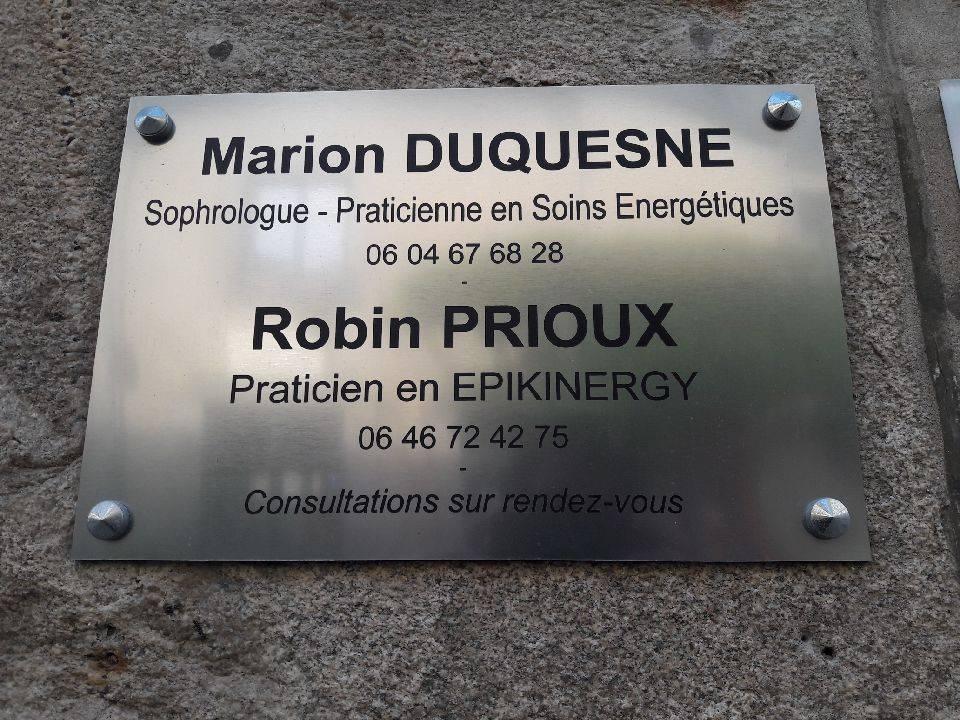 Marion DUQUESNE
Sophrologue - Praticienne en Soins Energétiques
06 04 67 68 28
-
Robin PRIOUX
Praticien en EPIKINERGY
06 46 72 42 75
-
Consultations sur rendez-vous